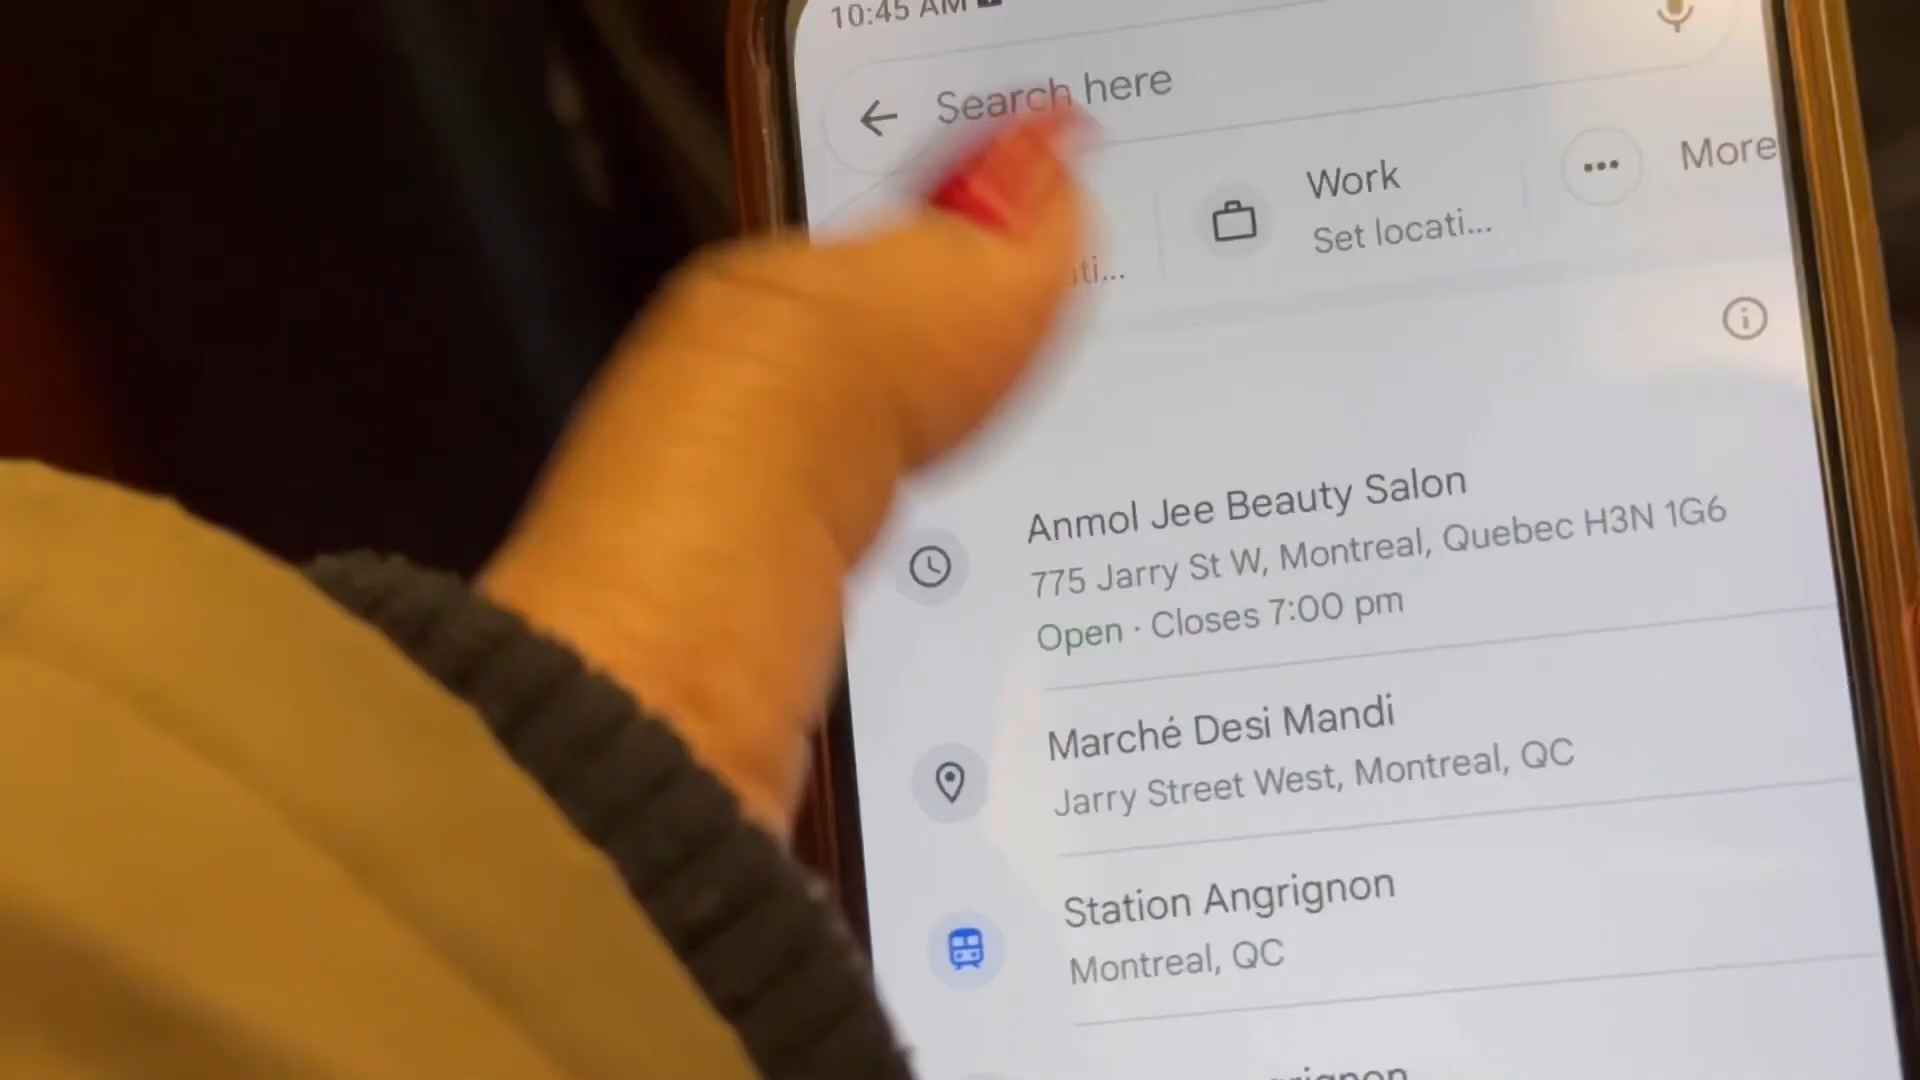 10:45 AM
Search here
Work
Set locati...
More
ati...
Anmol Jee Beauty Salon
775 Jarry St W, Montreal, Quebec H3N 1G6
Open · Closes 7:00 pm
Marché Desi Mandi
Jarry Street West, Montreal, QC
Station Angrignon
Montreal, QC